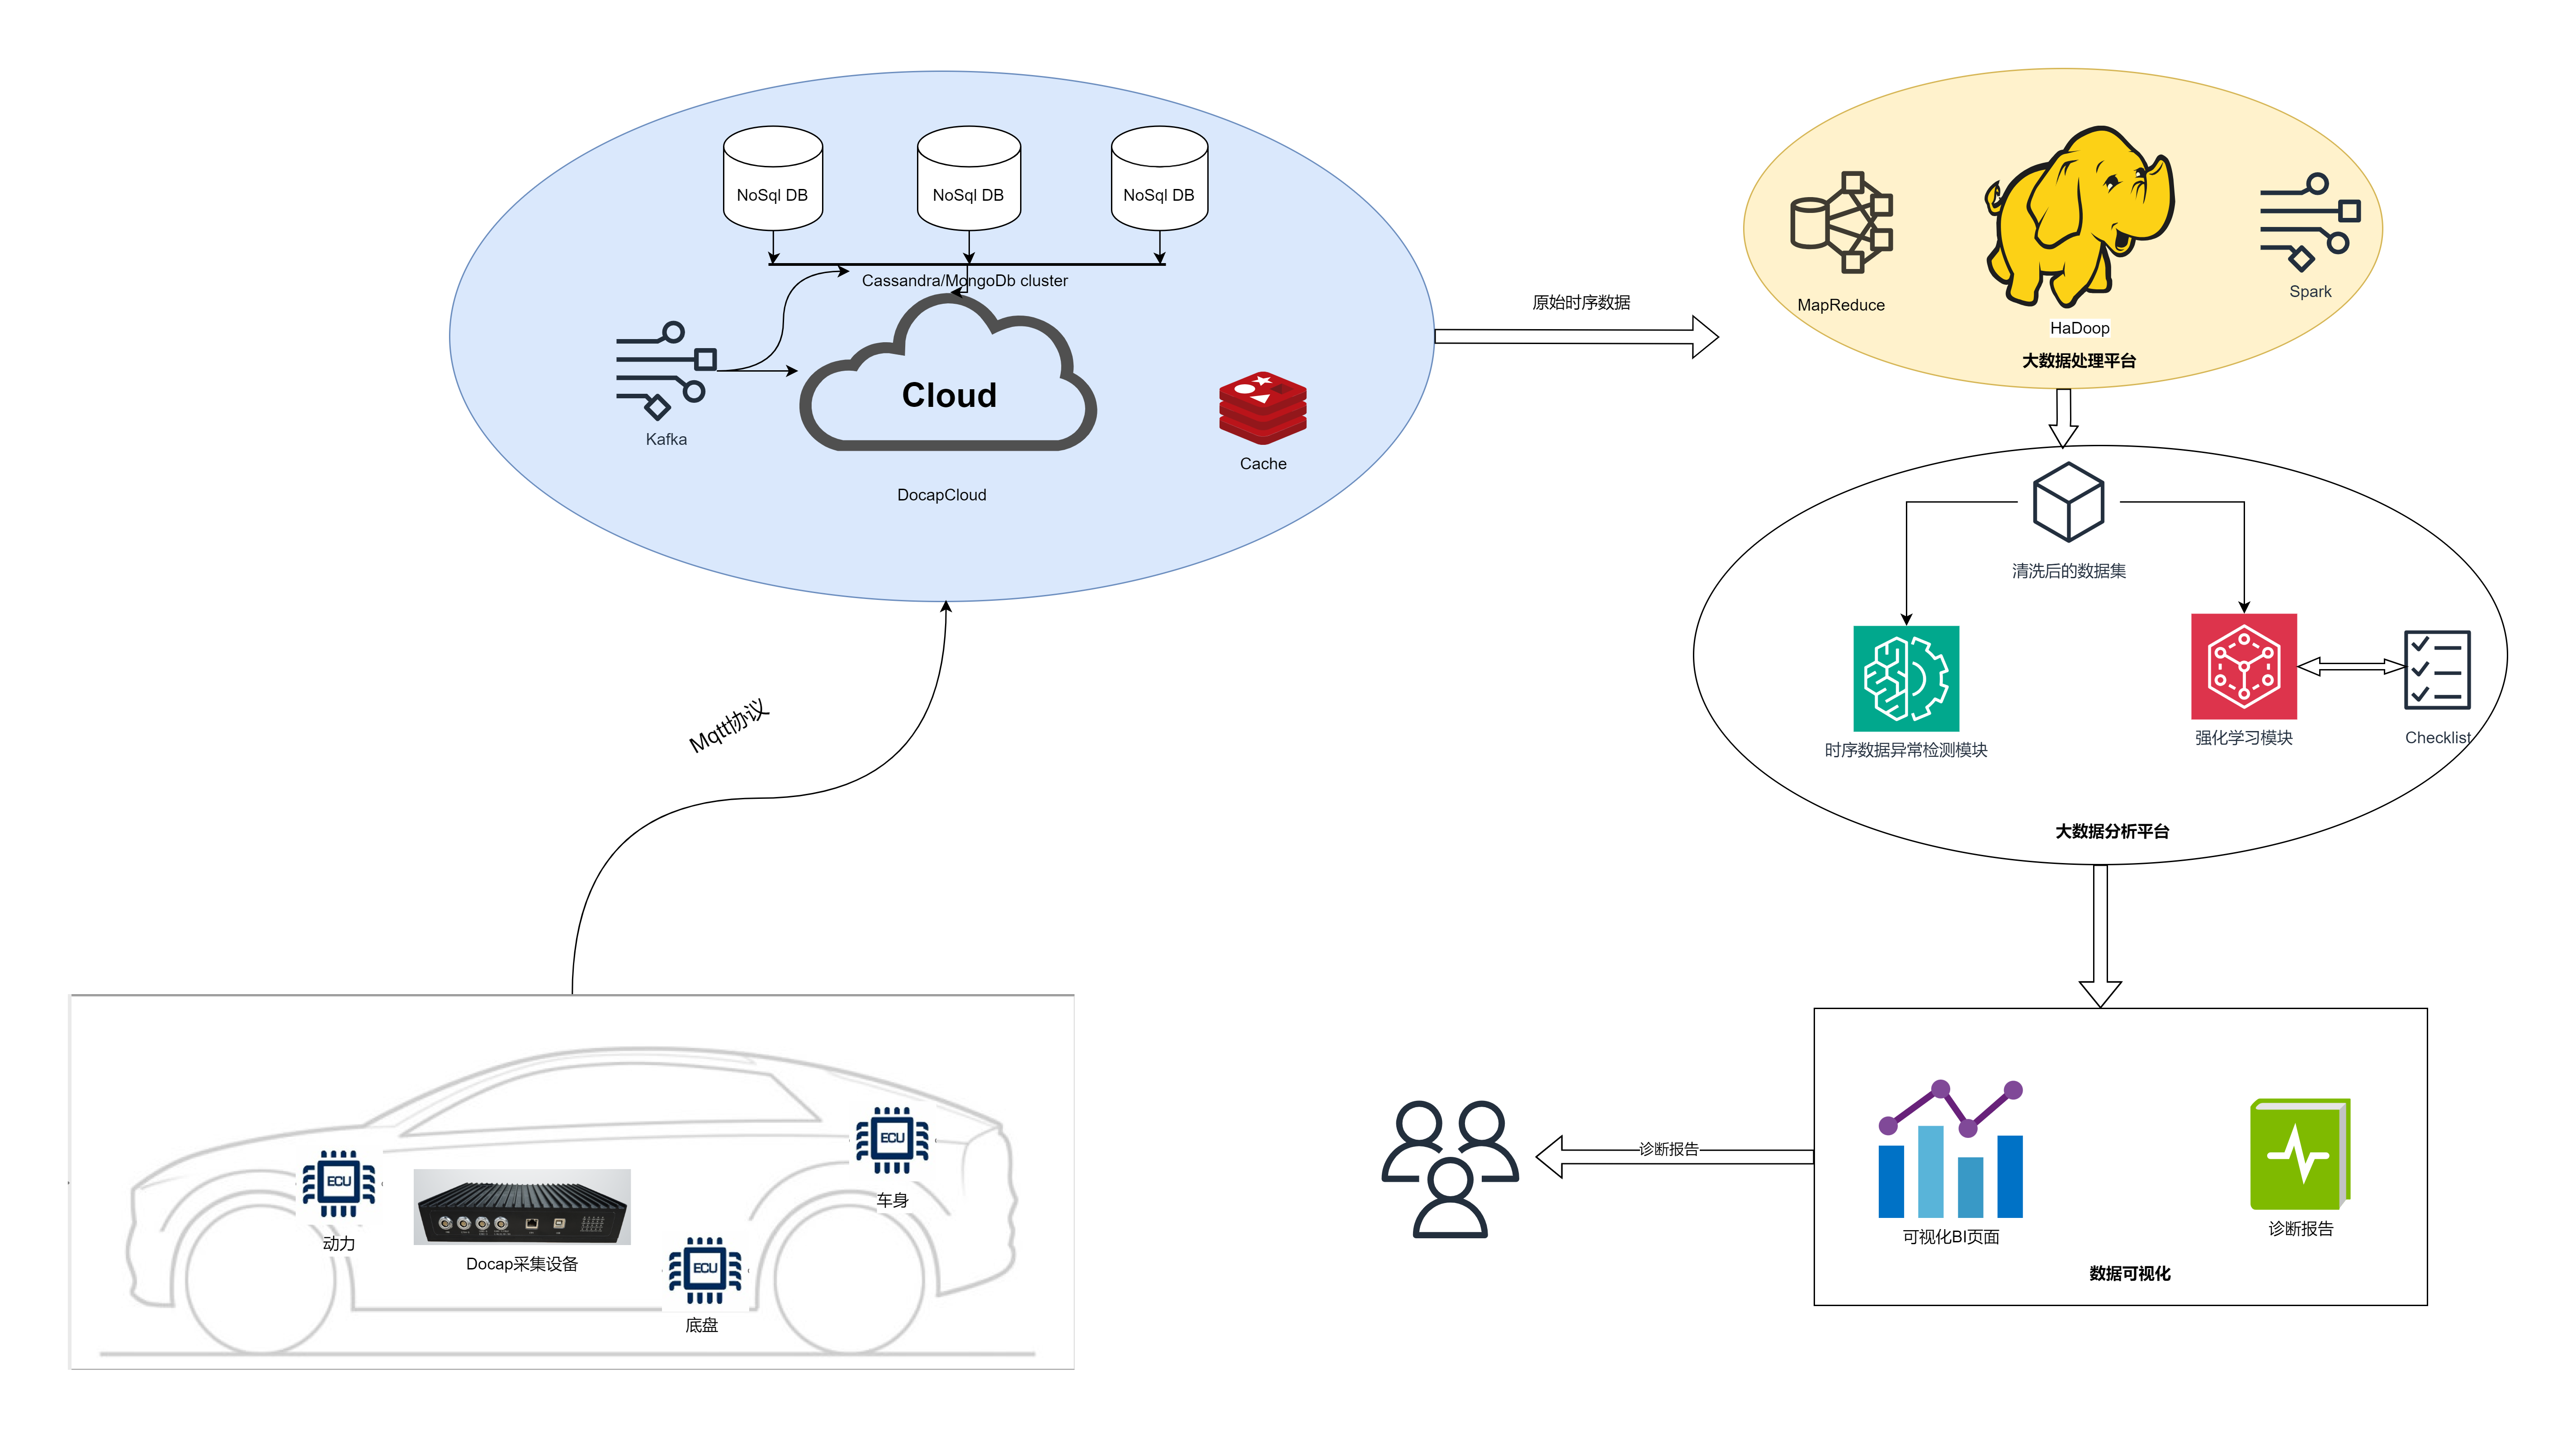 NoSql DB
NoSql DB
NoSql DB
Cassandra/MongoDb cluster
Cloud
Kafka
Cache
DocapCloud
原始时序数据
MapReduce
HaDoop
Spark
大数据处理平台
清洗后的数据集
时序数据异常检测模块
强化学习模块
Checklist
大数据分析平台
Mqtt协议
ECU
动力
Docap采集设备
ECU
车身
ECU
底盘
诊断报告
可视化BI页面
诊断报告
数据可视化